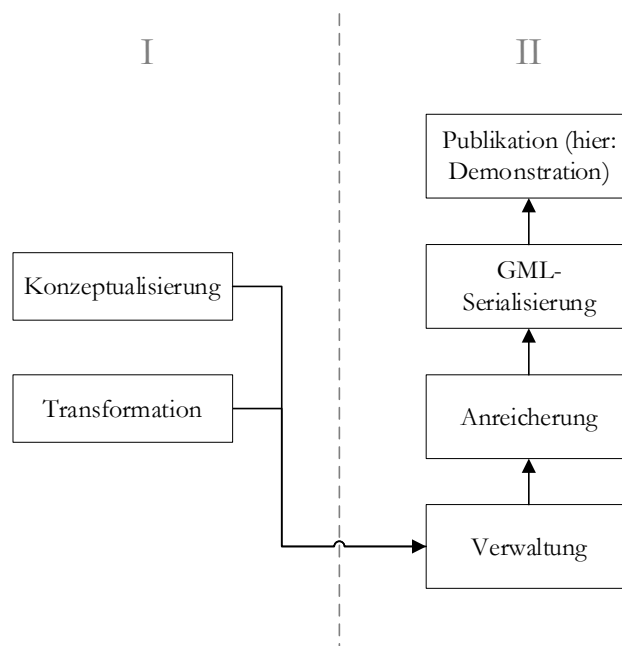 I
II
Publikation (hier:
Demonstration)
Konzeptualisierung
GML-
Serialisierung
Transformation
Anreicherung
Verwaltung